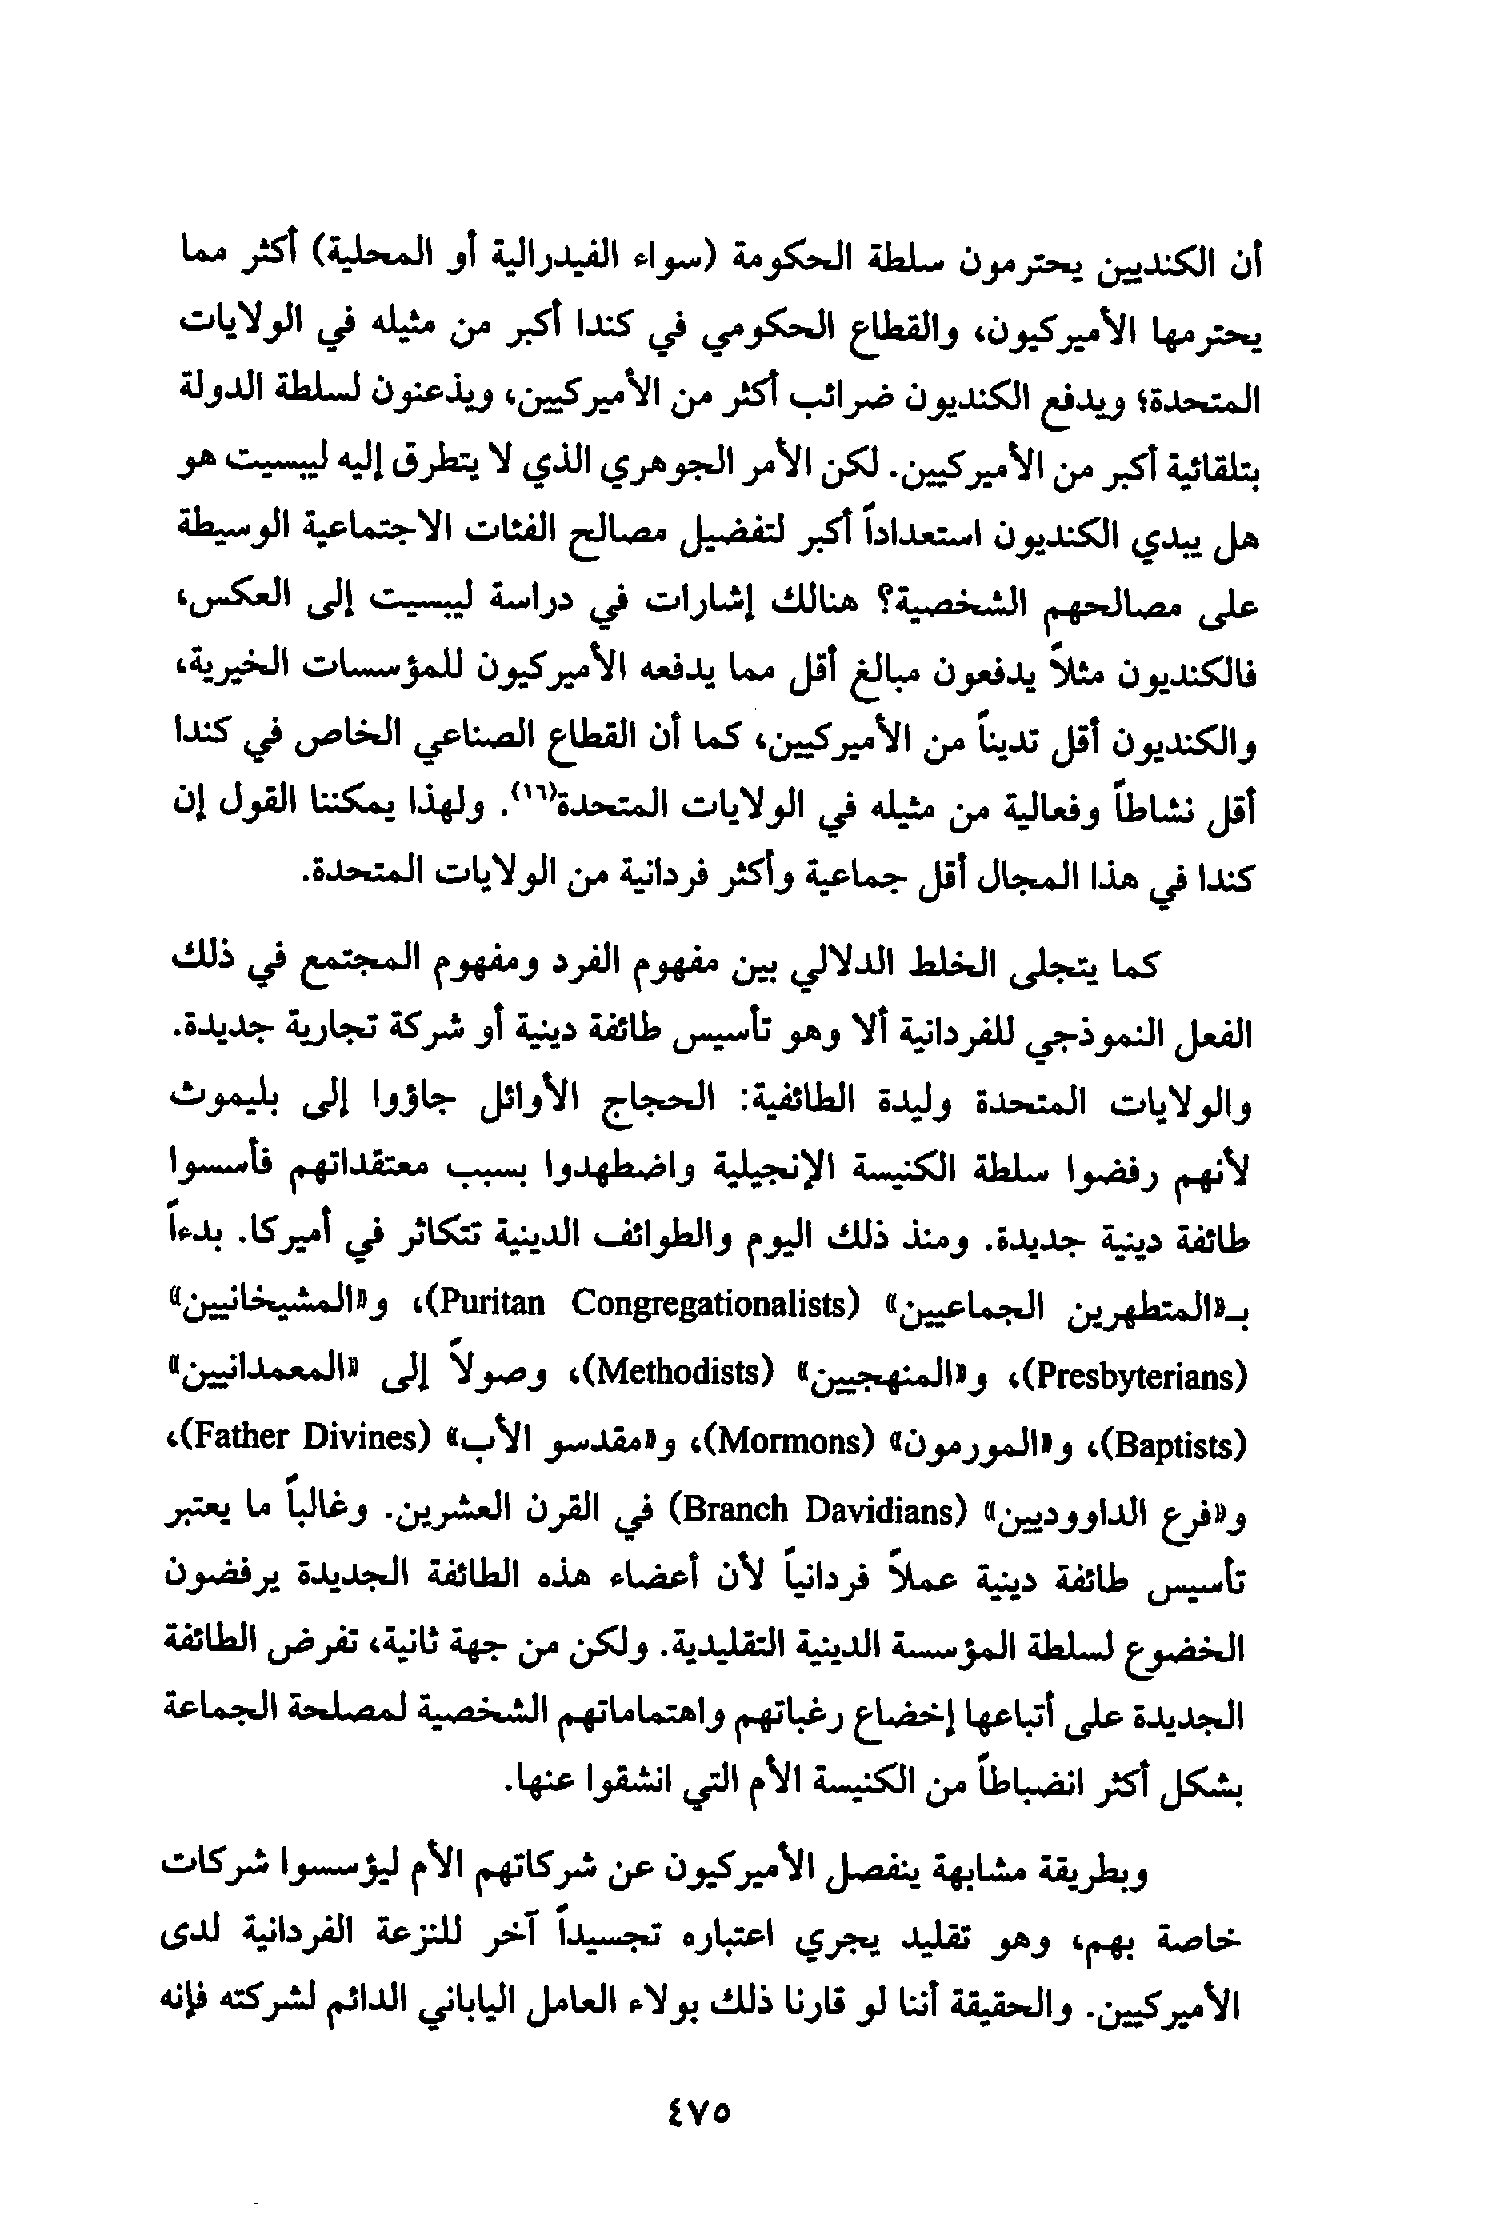 أن الكنديين يحترمون سلطة الحكومة (سواء الفيدرالية أو المحلية) أكثر مما
يحترمها الأميركيون، والقطاع الحكومي في كندا أكبر من مثيله في الولايات
المتحدة؛ ويدفع الكنديون ضرائب أكثر من الأميركيين، ويذعنون لسلطة الدولة
بتلقائية أكبر من الأميركيين. لكن الأمر الجوهري الذي لا يتطرق إليه ليبسيت هو
هل يبدي الكنديون استعداداً أكبر لتفضيل مصالح الفئات الاجتماعية الوسيطة
على مصالحهم الشخصية؟ هنالك إشارات في دراسة ليبسيت إلى العكس،
فالكنديون مثلاً يدفعون مبالغ أقل مما يدفعه الأميركيون للمؤسسات الخيرية،
والكنديون أقل تديناً من الأميركيين، كما أن القطاع الصناعي الخاص في كندا
أقل نشاطاً وفعالية من مثيله في الولايات المتحدة(١٦). ولهذا يمكننا القول إن
كندا في هذا المجال أقل جماعية وأكثر فردانية من الولايات المتحدة.
كما يتجلى الخلط الدلالي بين مفهوم الفرد ومفهوم المجتمع في ذلك
الفعل النموذجي للفردانية ألا وهو تأسيس طائفة دينية أو شركة تجارية جديدة.
والولايات المتحدة وليدة الطائفية: الحجاج الأوائل جاؤوا إلى بليموث
لأنهم رفضوا سلطة الكنيسة الإنجيلية واضطهدوا بسبب معتقداتهم فأسسوا
طائفة دينية جديدة. ومنذ ذلك اليوم والطوائف الدينية تتكاثر في أميركا. بدءاً
بـ«المتطهرين الجماعيين» (Puritan Congregationalists)، و«المشيخانيين»
(Presbyterians)، و«المنهجيين» (Methodists)، وصولاً إلى «المعمدانيين»
(Baptists)، و«المورمون» (Mormons)، و«مقدسو الأب» (Father Divines)،
و«فرع الداووديين» (Branch Davidians) في القرن العشرين. وغالباً ما يعتبر
تأسيس طائفة دينية عملاً فردانياً لأن أعضاء هذه الطائفة الجديدة يرفضون
الخضوع لسلطة المؤسسة الدينية التقليدية. ولكن من جهة ثانية، تفرض الطائفة
الجديدة على أتباعها إخضاع رغباتهم واهتماماتهم الشخصية لمصلحة الجماعة
بشكل أكثر انضباطاً من الكنيسة الأم التي انشقوا عنها.
وبطريقة مشابهة ينفصل الأميركيون عن شركاتهم الأم ليؤسسوا شركات
خاصة بهم، وهو تقليد يجري اعتباره تجسيداً آخر للنزعة الفردانية لدى
الأميركيين. والحقيقة أننا لو قارنا ذلك بولاء العامل الياباني الدائم لشركته فإنه
٤٧٥